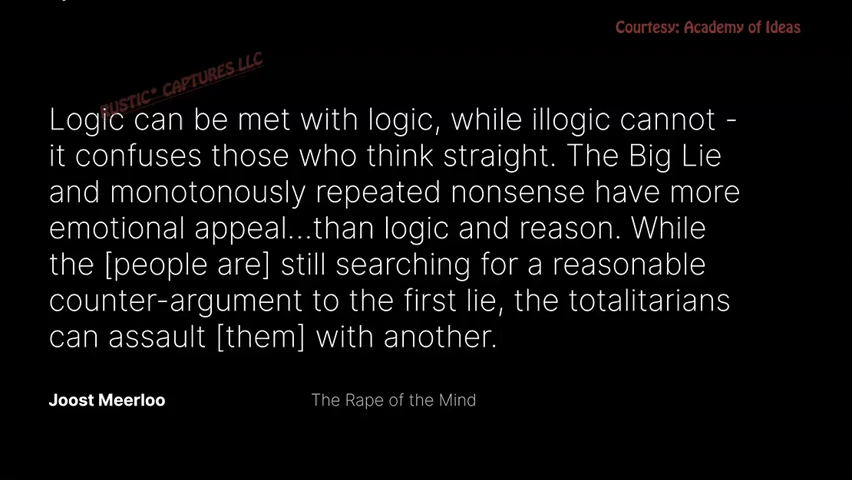 Courtesy: Academy of Ideas
RUSTIC* CAPTURES LLC
Logic can be met with logic, while illogic cannot -
it confuses those who think straight. The Big Lie
and monotonously repeated nonsense have more
emotional appeal...than logic and reason. While
the [people are] still searching for a reasonable
counter-argument to the first lie, the totalitarians
can assault [them] with another.
Joost Meerloo The Rape of the Mind